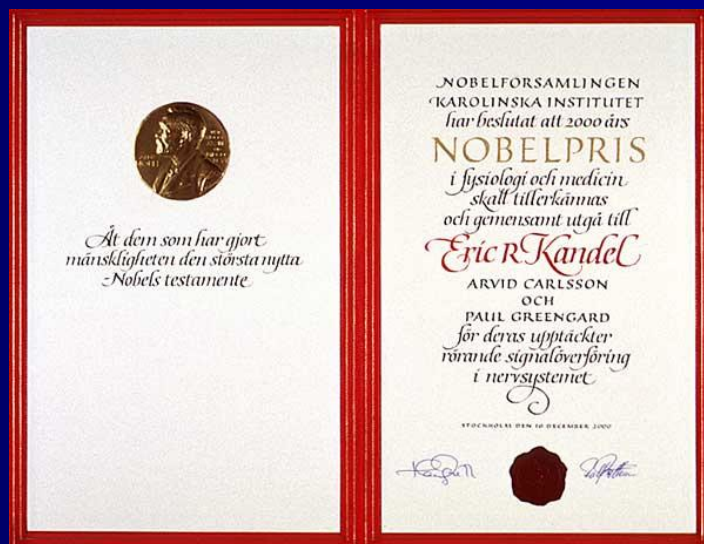 Åt dem som har gjort
mänskligheten den största nytta
Nobels testamente
NOBELFÖRSAMLINGEN
KAROLINSKA INSTITUTET
har beslutat att 2000 års
NOBELPRIS
i fysiologi och medicin
skall tillerkännas
och gemensamt utgå till
Eric R Kandel
ARVID CARLSSON
OCH
PAUL GREENGARD
för deras upptäckter
rörande signalöverföring
i nervsystemet
STOCKHOLM DEN 10 DECEMBER 2000